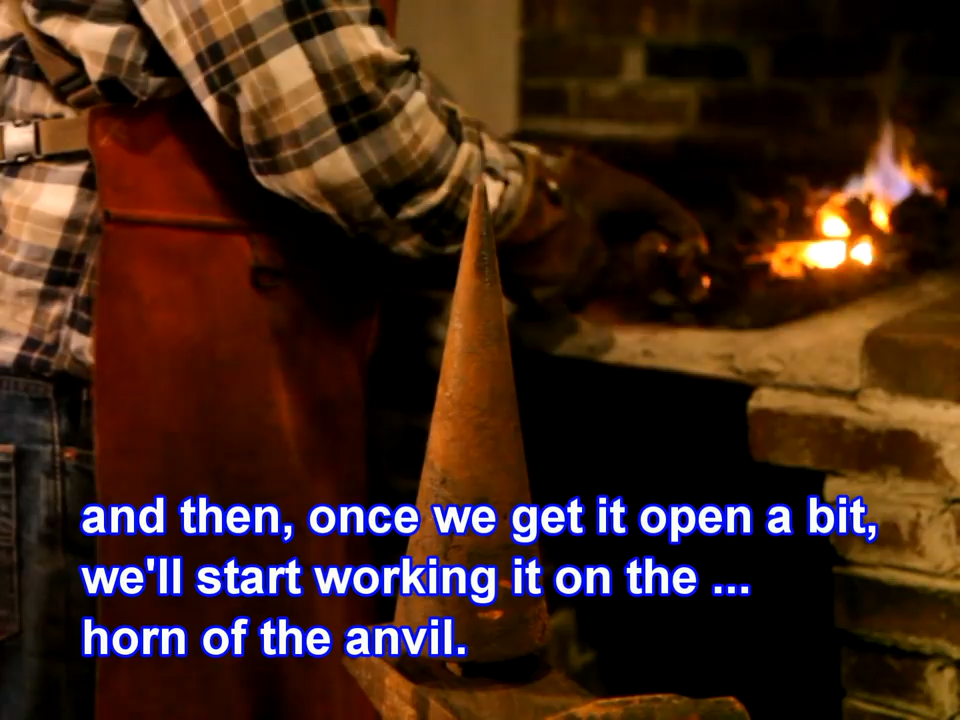 and then, once we get it open a bit,
we'll start working it on the ...
horn of the anvil.